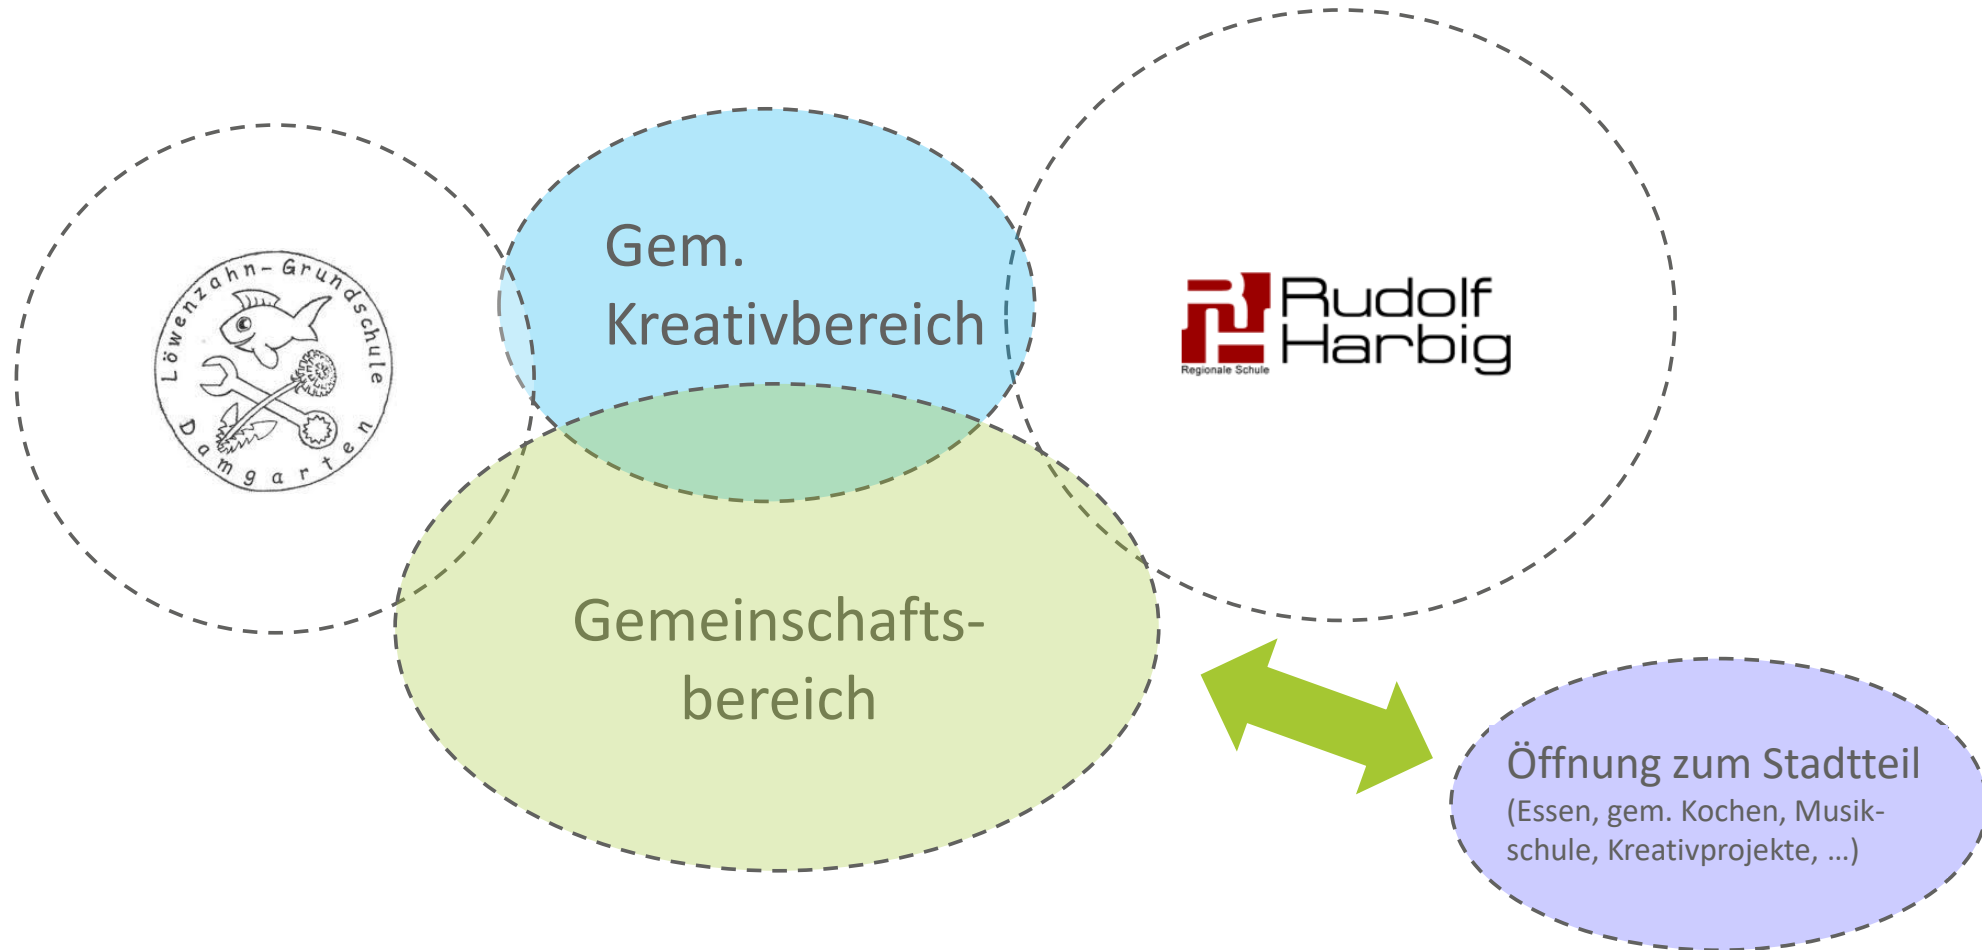 Löwenzahn-Grundschule
Damgarten
Gem.
Kreativbereich
Rudolf
Harbig
Regionale Schule
Gemeinschafts-
bereich
Öffnung zum Stadtteil
(Essen, gem. Kochen, Musik-
schule, Kreativprojekte, ...)